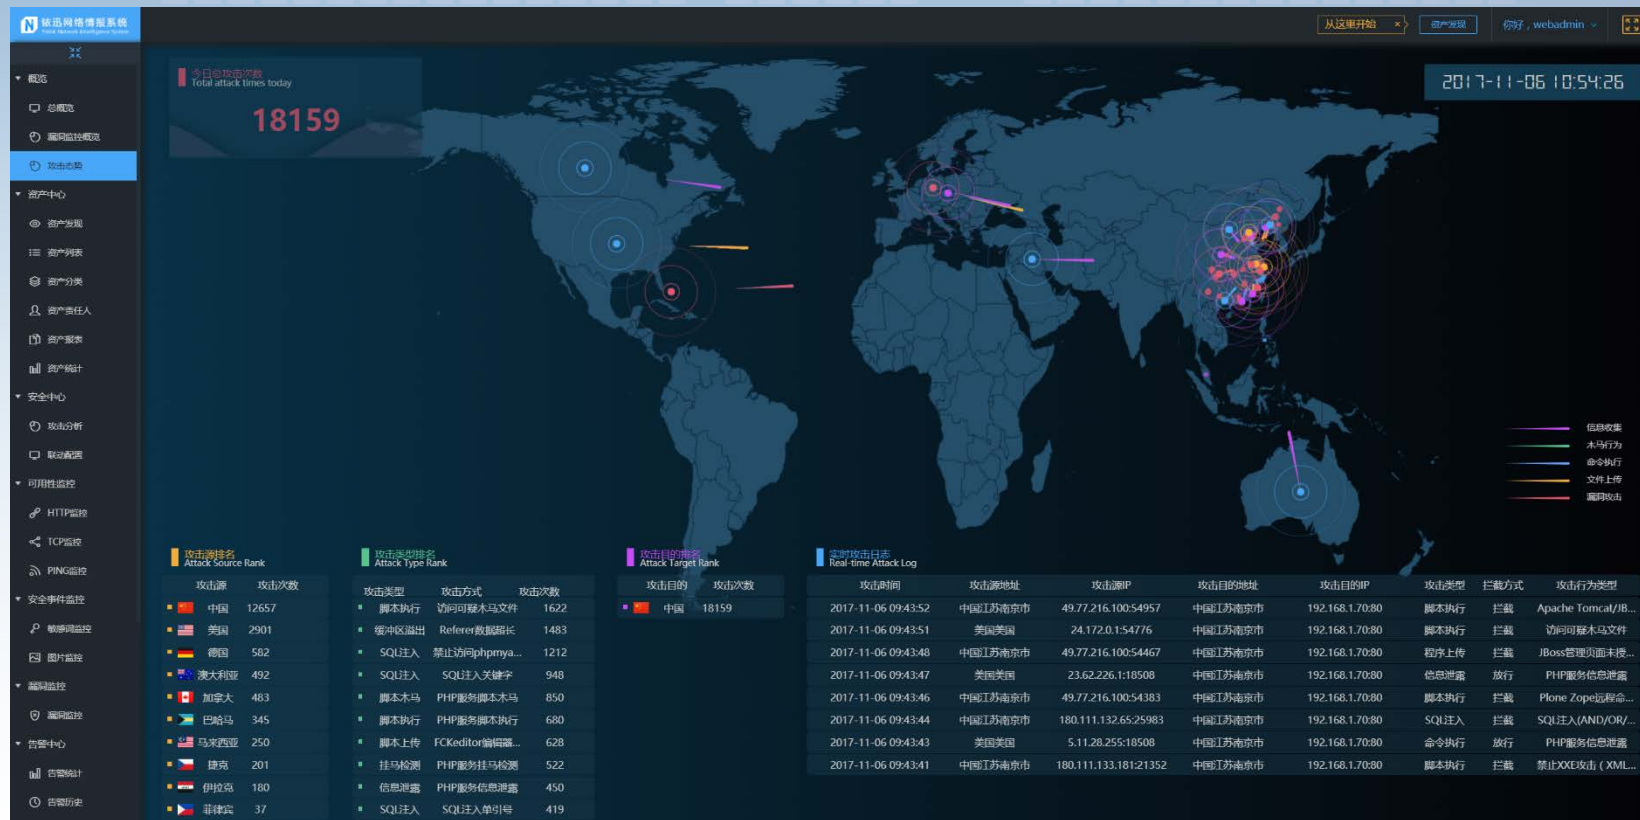 铱迅网络情报系统
Yxlink Network Intelligence System
从这里开始 ×
资产发现
你好 , webadmin
概览
总概览
漏洞监控概览
攻击态势
资产中心
资产发现
资产列表
资产分类
资产责任人
资产报表
资产统计
安全中心
攻击分析
联动配置
可用性监控
HTTP监控
TCP监控
PING监控
安全事件监控
敏感词监控
图片监控
漏洞监控
漏洞监控
告警中心
告警统计
告警历史
今日总攻击次数
Total attack times today
18159
2017-11-06 10:54:26
信息收集
木马行为
命令执行
文件上传
漏洞攻击
攻击源排名
Attack Source Rank
攻击源 攻击次数
中国 12657
美国 2901
德国 582
澳大利亚 492
加拿大 483
巴哈马 345
马来西亚 250
捷克 201
伊拉克 180
菲律宾 37
攻击类型排名
Attack Type Rank
攻击类型 攻击方式 攻击次数
脚本执行 访问可疑木马文件 1622
缓冲区溢出 Referer数据超长 1483
SQL注入 禁止访问phpmya... 1212
SQL注入 SQL注入关键字 948
脚本木马 PHP服务脚本木马 850
脚本执行 PHP服务脚本执行 680
脚本上传 FCKeditor编辑器... 628
挂马检测 PHP服务挂马检测 522
信息泄露 PHP服务信息泄露 450
SQL注入 SQL注入单引号 419
攻击目的排名
Attack Target Rank
攻击目的 攻击次数
中国 18159
实时攻击日志
Real-time Attack Log
攻击时间 攻击源地址 攻击源IP 攻击目的地址 攻击目的IP 攻击类型 拦截方式 攻击行为类型
2017-11-06 09:43:52 中国江苏南京市 49.77.216.100:54957 中国江苏南京市 192.168.1.70:80 脚本执行 拦截 Apache Tomcat/JB...
2017-11-06 09:43:51 美国美国 24.172.0.1:54776 中国江苏南京市 192.168.1.70:80 脚本执行 拦截 访问可疑木马文件
2017-11-06 09:43:48 中国江苏南京市 49.77.216.100:54467 中国江苏南京市 192.168.1.70:80 程序上传 拦截 JBoss管理页面未授...
2017-11-06 09:43:47 美国美国 23.62.226.1:18508 中国江苏南京市 192.168.1.70:80 信息泄露 放行 PHP服务信息泄露
2017-11-06 09:43:46 中国江苏南京市 49.77.216.100:54383 中国江苏南京市 192.168.1.70:80 脚本执行 拦截 Plone Zope远程命...
2017-11-06 09:43:44 中国江苏南京市 180.111.132.65:25983 中国江苏南京市 192.168.1.70:80 SQL注入 拦截 SQL注入(AND/OR/...
2017-11-06 09:43:43 美国美国 5.11.28.255:18508 中国江苏南京市 192.168.1.70:80 命令执行 放行 PHP服务信息泄露
2017-11-06 09:43:41 中国江苏南京市 180.111.133.181:21352 中国江苏南京市 192.168.1.70:80 脚本执行 拦截 禁止XXE攻击 ( XML...